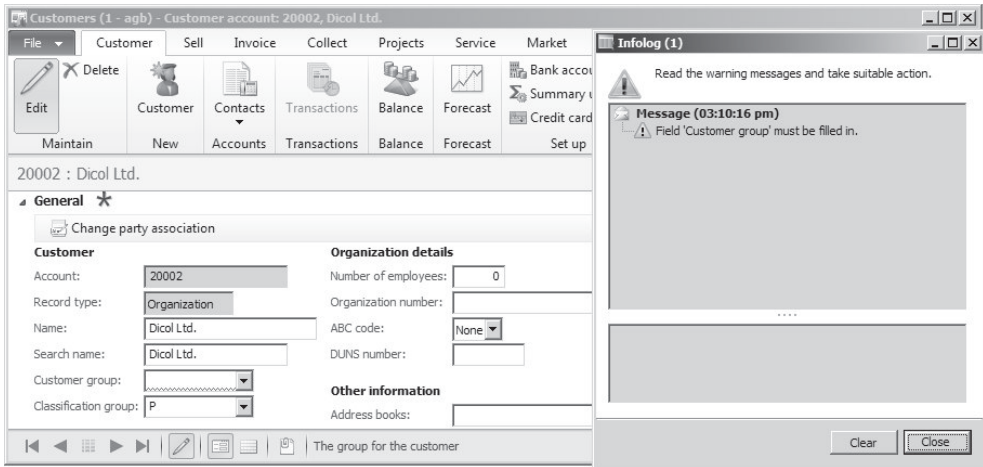 Customers (1 - agb) - Customer account: 20002, Dicol Ltd.
File Customer Sell Invoice Collect Projects Service Market
Delete
Edit
Customer
Contacts
Transactions
Balance
Forecast
Bank accou
Summary u
Credit card
Maintain New Accounts Transactions Balance Forecast Set up
20002 : Dicol Ltd.
General *
Change party association
Customer
Account: 20002
Record type: Organization
Name: Dicol Ltd.
Search name: Dicol Ltd.
Customer group:
Classification group: P
Organization details
Number of employees: 0
Organization number:
ABC code: None
DUNS number:
Other information
Address books:
The group for the customer
Infolog (1)
Read the warning messages and take suitable action.
Message (03:10:16 pm)
Field 'Customer group' must be filled in.
Clear Close